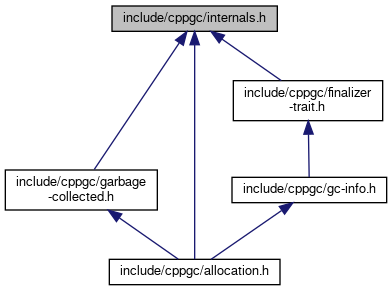 include/cppgc/internals.h
include/cppgc/finalizer
-trait.h
include/cppgc/garbage
-collected.h
include/cppgc/gc-info.h
include/cppgc/allocation.h